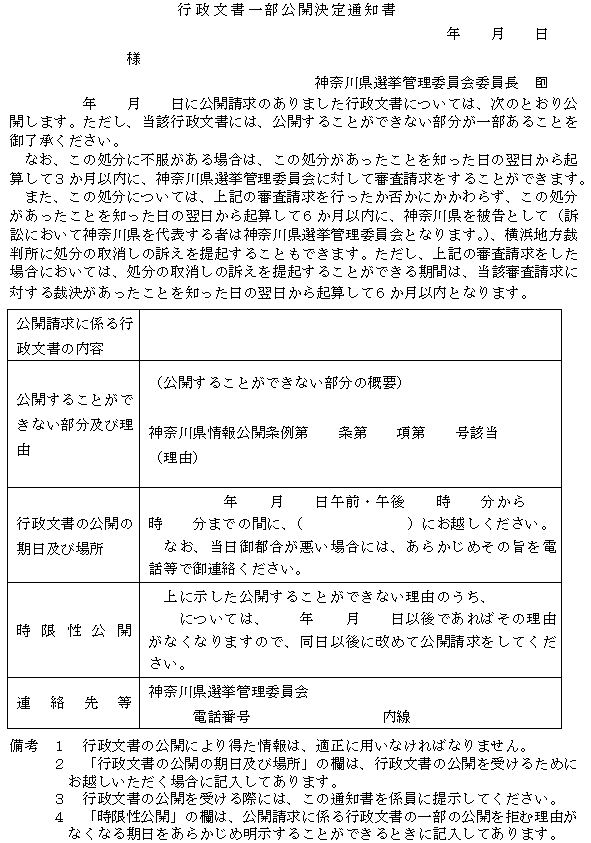 行政文書一部公開決定通知書
年　　月　　日
様
神奈川県選挙管理委員会委員長　印
年　　月　　日に公開請求のありました行政文書については、次のとおり公
開します。ただし、当該行政文書には、公開することができない部分が一部あることを
御了承ください。
なお、この処分に不服がある場合は、この処分があったことを知った日の翌日から起
算して3か月以内に、神奈川県選挙管理委員会に対して審査請求をすることができます。
また、この処分については、上記の審査請求を行ったか否かにかかわらず、この処分
があったことを知った日の翌日から起算して6か月以内に、神奈川県を被告として（訴
訟において神奈川県を代表する者は神奈川県選挙管理委員会となります。）、横浜地方裁
判所に処分の取消しの訴えを提起することもできます。ただし、上記の審査請求をした
場合においては、処分の取消しの訴えを提起することができる期間は、当該審査請求に
対する裁決があったことを知った日の翌日から起算して6か月以内となります。
公開請求に係る行
政文書の内容
公開することがで
きない部分及び理
由
（公開することができない部分の概要）
神奈川県情報公開条例第　　条第　　項第　　号該当
（理由）
行政文書の公開の
期日及び場所
年　　月　　日午前・午後　　時　　分から
時　　分までの間に、（　　　　　　　）にお越しください。
なお、当日御都合が悪い場合には、あらかじめその旨を電
話等で御連絡ください。
時限性公開
上に示した公開することができない理由のうち、
については、　　年　　月　　日以後であればその理由
がなくなりますので、同日以後に改めて公開請求をしてくだ
さい。
連絡先等
神奈川県選挙管理委員会
電話番号　　　　　　　　　内線
備考　1　行政文書の公開により得た情報は、適正に用いなければなりません。
2　「行政文書の公開の期日及び場所」の欄は、行政文書の公開を受けるために
お越しいただく場合に記入してあります。
3　行政文書の公開を受ける際には、この通知書を係員に提示してください。
4　「時限性公開」の欄は、公開請求に係る行政文書の一部の公開を拒む理由が
なくなる期日をあらかじめ明示することができるときに記入してあります。